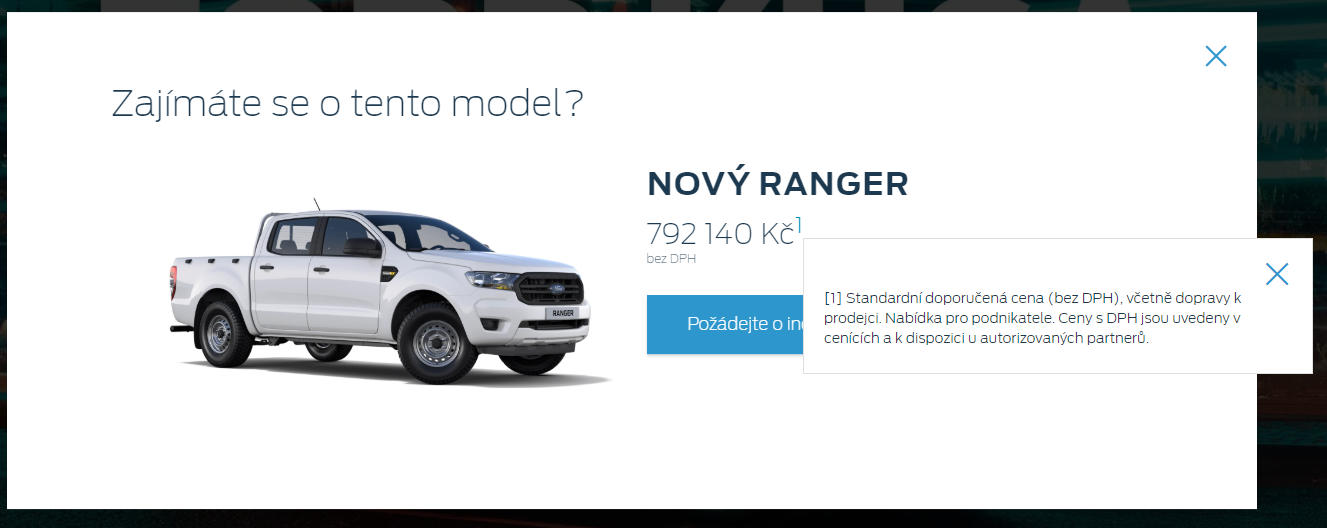 Zajímáte se o tento model?
NOVÝ RANGER
792 140 Kč1
bez DPH
Požádejte o
[1] Standardní doporučená cena (bez DPH), včetně dopravy k
prodejci. Nabídka pro podnikatele. Ceny s DPH jsou uvedeny v
cenících a k dispozici u autorizovaných partnerů.
RANGER